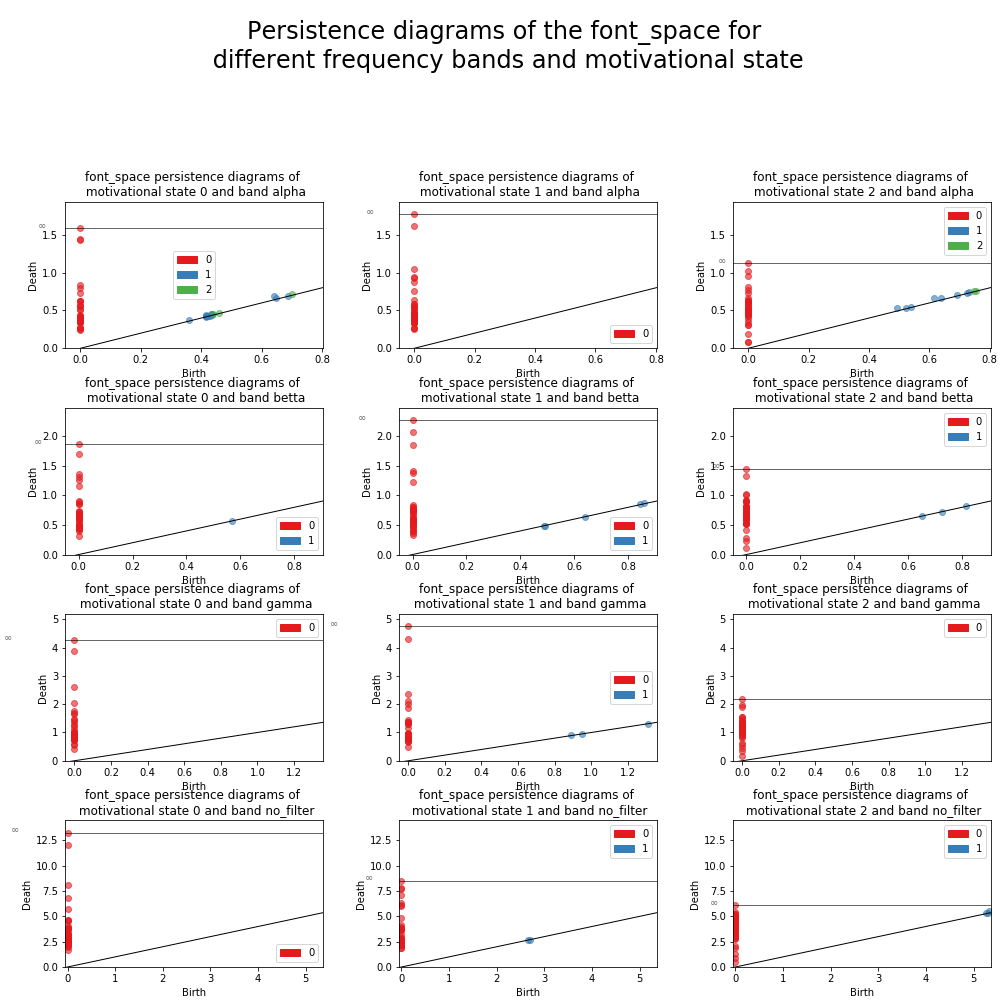 Persistence diagrams of the font_space for
different frequency bands and motivational state
font_space persistence diagrams of
motivational state 0 and band alpha
∞
1.5
1.0
0.5
0.0
Death
0
1
2
0.0 0.2 0.4 0.6 0.8
Birth
font_space persistence diagrams of
motivational state 1 and band alpha
∞
1.5
1.0
0.5
0.0
Death
0
0.0 0.2 0.4 0.6 0.8
Birth
font_space persistence diagrams of
motivational state 2 and band alpha
∞
1.5
1.0
0.5
0.0
Death
0
1
2
0.0 0.2 0.4 0.6 0.8
Birth
font_space persistence diagrams of
motivational state 0 and band betta
∞
2.0
1.5
1.0
0.5
0.0
Death
0
1
0.0 0.2 0.4 0.6 0.8
Birth
font_space persistence diagrams of
motivational state 1 and band betta
∞
2.0
1.5
1.0
0.5
0.0
Death
0
1
0.0 0.2 0.4 0.6 0.8
Birth
font_space persistence diagrams of
motivational state 2 and band betta
∞
2.0
1.5
1.0
0.5
0.0
Death
0
1
0.0 0.2 0.4 0.6 0.8
Birth
font_space persistence diagrams of
motivational state 0 and band gamma
∞
5
4
3
2
1
0
Death
0
0.0 0.2 0.4 0.6 0.8 1.0 1.2
Birth
font_space persistence diagrams of
motivational state 1 and band gamma
∞
5
4
3
2
1
0
Death
0
1
0.0 0.2 0.4 0.6 0.8 1.0 1.2
Birth
font_space persistence diagrams of
motivational state 2 and band gamma
5
4
3
2
1
0
Death
0
0.0 0.2 0.4 0.6 0.8 1.0 1.2
Birth
font_space persistence diagrams of
motivational state 0 and band no_filter
∞
12.5
10.0
7.5
5.0
2.5
0.0
Death
0
0 1 2 3 4 5
Birth
font_space persistence diagrams of
motivational state 1 and band no_filter
∞
12.5
10.0
7.5
5.0
2.5
0.0
Death
0
1
0 1 2 3 4 5
Birth
font_space persistence diagrams of
motivational state 2 and band no_filter
∞
12.5
10.0
7.5
5.0
2.5
0.0
Death
0
1
0 1 2 3 4 5
Birth